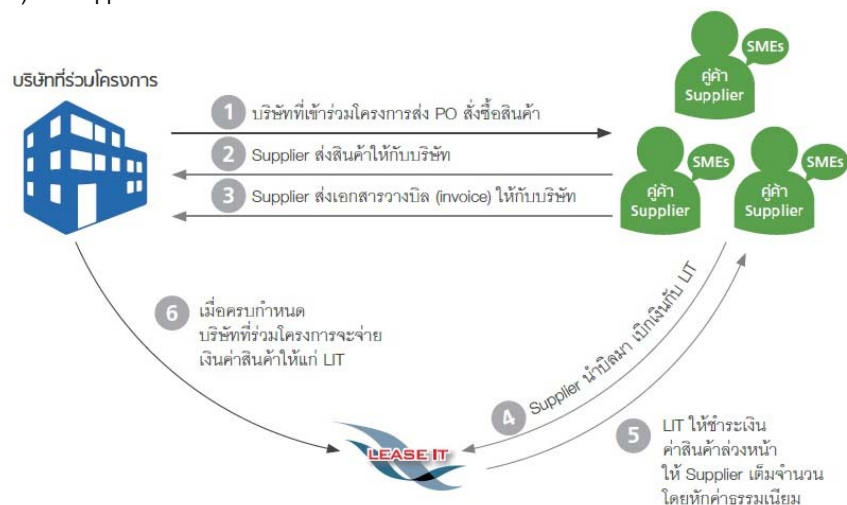 บริษัทที่ร่วมโครงการ
SMEs
คู่ค้า
Supplier
1 บริษัทที่เข้าร่วมโครงการส่ง PO สั่งซื้อสินค้า
2 Supplier ส่งสินค้าให้กับบริษัท
3 Supplier ส่งเอกสารวางบิล (invoice) ให้กับบริษัท
SMEs
คู่ค้า
Supplier
SMEs
คู่ค้า
Supplier
4 Supplier นำบิลมา เบิกเงินกับ LIT
5 LIT ให้ชำระเงิน
ค่าสินค้าล่วงหน้า
ให้ Supplier เต็มจำนวน
โดยหักค่าธรรมเนียม
6 เมื่อครบกำหนด
บริษัทที่ร่วมโครงการจะจ่าย
เงินค่าสินค้าให้แก่ LIT
LEASE IT